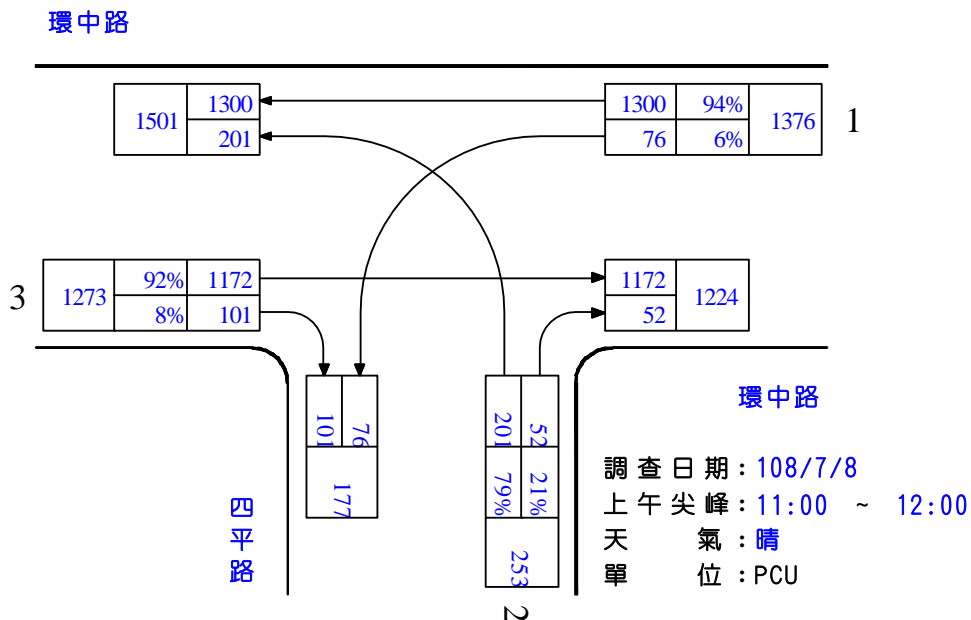 環中路
1501 1300
201
1300 94% 1376
76 6%
1
3
1273 92% 1172
8% 101
1172 1224
52
101 76
177
201 52
79% 21%
253
2
四平路
環中路
調查日期:108/7/8
上午尖峰:11:00 ~ 12:00
天 氣:晴
單 位:PCU